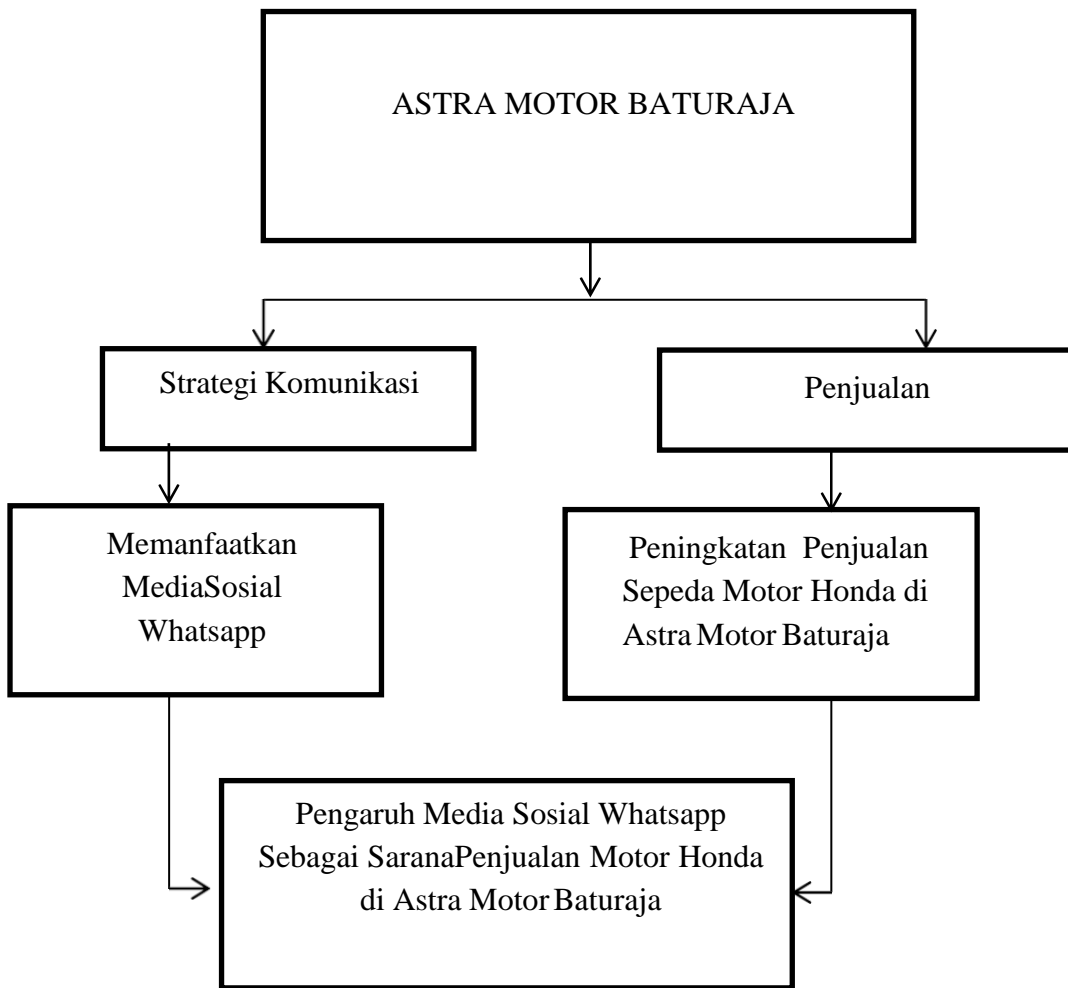 ASTRA MOTOR BATURAJA
Strategi Komunikasi
Penjualan
Memanfaatkan
MediaSosial
Whatsapp
Peningkatan Penjualan
Sepeda Motor Honda di
Astra Motor Baturaja
Pengaruh Media Sosial Whatsapp
Sebagai SaranaPenjualan Motor Honda
di Astra Motor Baturaja